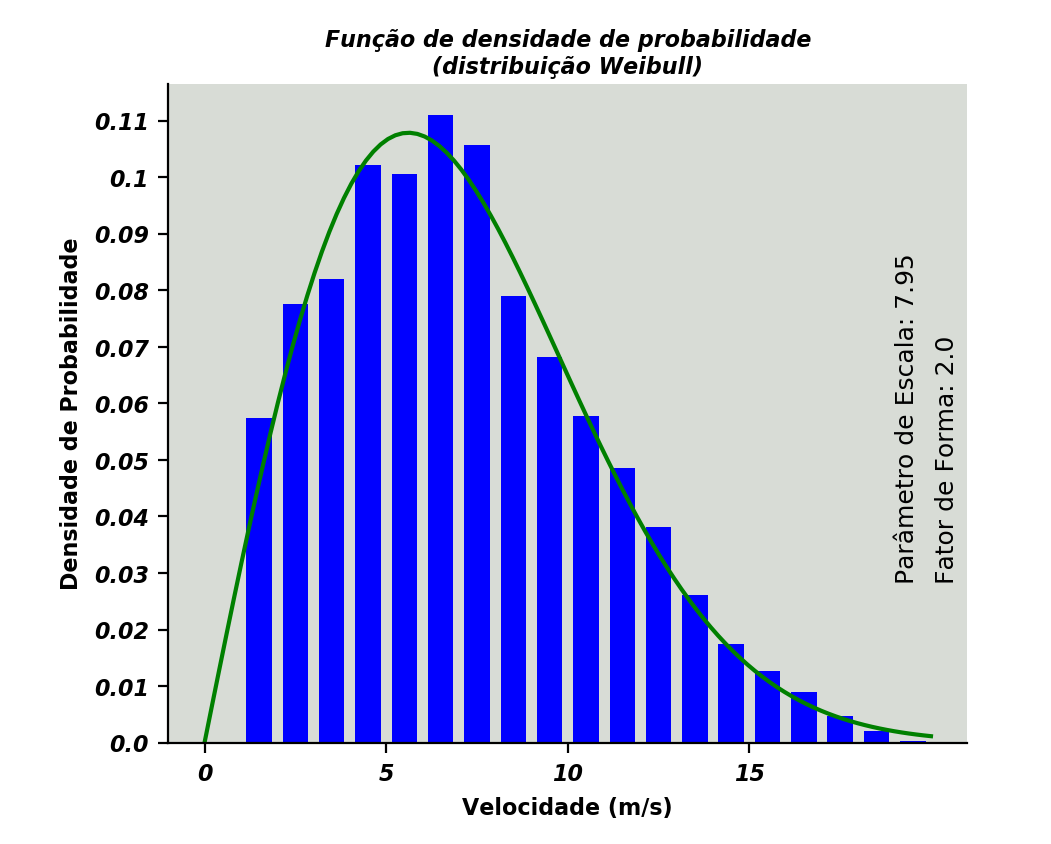 Função de densidade de probabilidade
(distribuição Weibull)
Densidade de Probabilidade
0.11
0.1
0.09
0.08
0.07
0.06
0.05
0.04
0.03
0.02
0.01
0.0
0
5
10
15
Velocidade (m/s)
Parâmetro de Escala: 7.95
Fator de Forma: 2.0